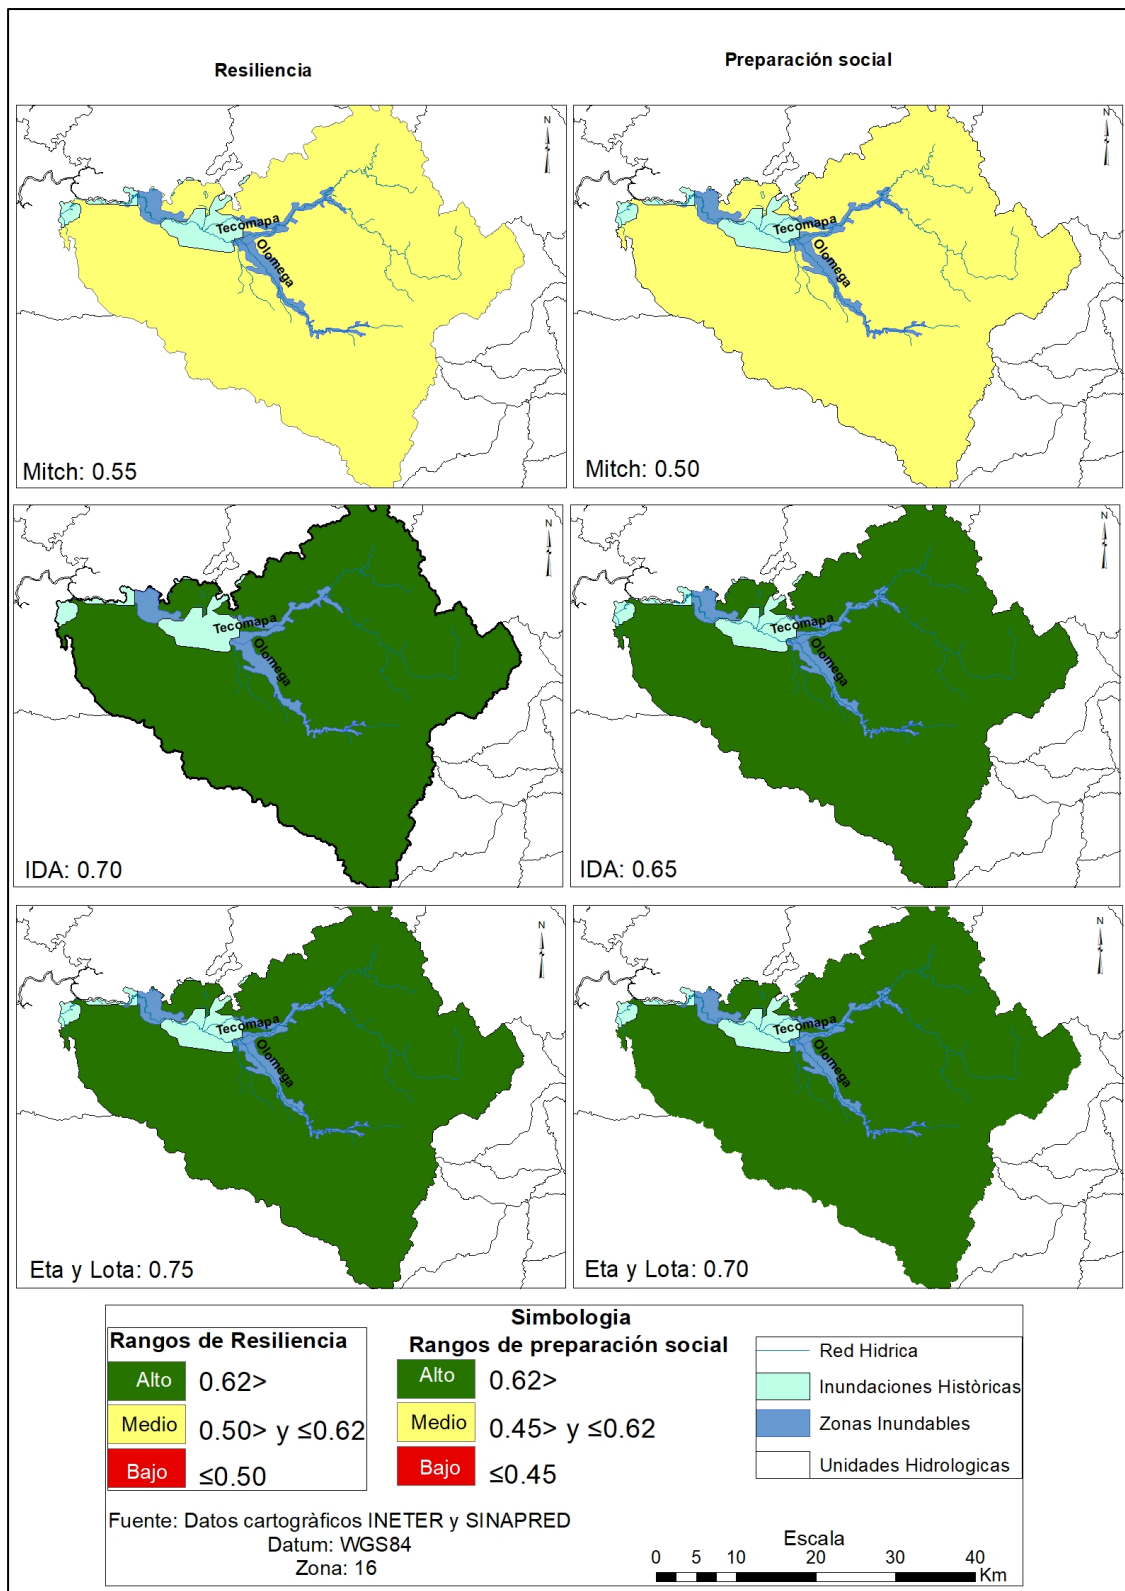 Resiliencia
Preparación social
N
Tecomapa
Olomega
Mitch: 0.55
N
Tecomapa
Olomega
Mitch: 0.50
N
Tecomapa
Olomega
IDA: 0.70
N
Tecomapa
Olomega
IDA: 0.65
N
Tecomapa
Olomega
Eta y Lota: 0.75
N
Tecomapa
Olomega
Eta y Lota: 0.70
Simbologia
Rangos de Resiliencia
Alto 0.62>
Medio 0.50> y ≤0.62
Bajo ≤0.50
Rangos de preparación social
Alto 0.62>
Medio 0.45> y ≤0.62
Bajo ≤0.45
Red Hidrica
Inundaciones Històricas
Zonas Inundables
Unidades Hidrologicas
Fuente: Datos cartogràficos INETER y SINAPRED
Datum: WGS84
Zona: 16
Escala
0 5 10 20 30 40
Km